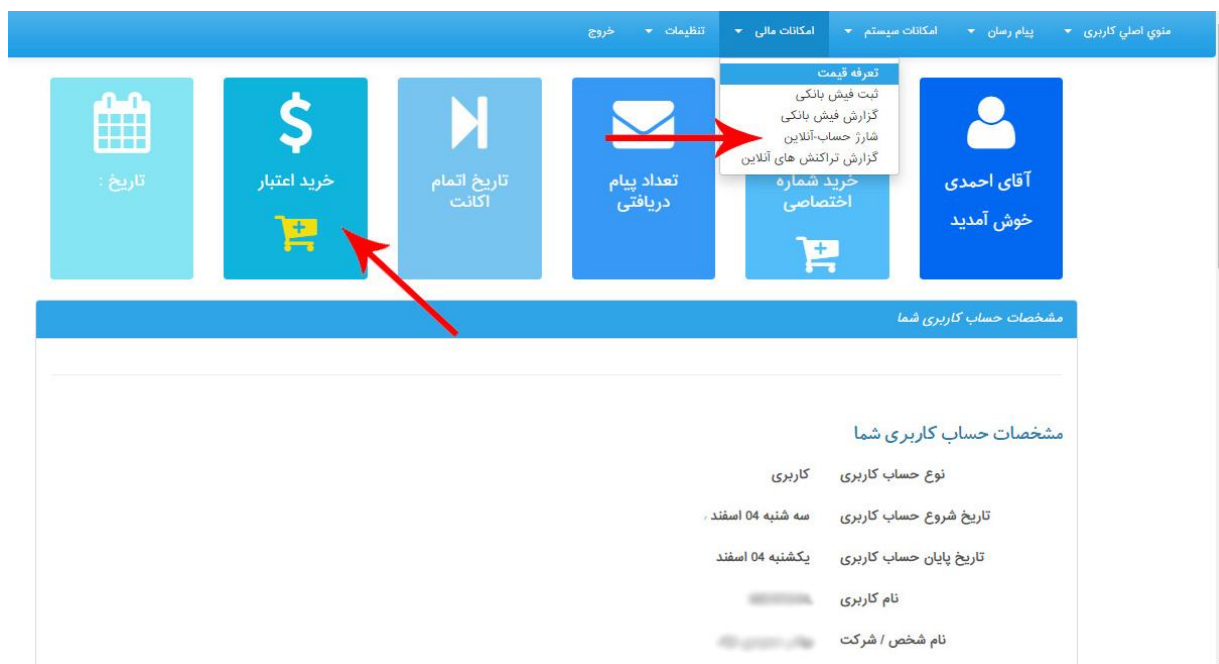 منوي اصلي کاربری
پیام رسان
امکانات سیستم
امکانات مالی
تنظیمات
خروج
تعرفه قیمت
ثبت فیش بانکی
گزارش فیش بانکی
شارژ حساب-آنلاین
گزارش تراکنش های آنلاین
آقای احمدی
خوش آمدید
خرید شماره
اختصاصی
تعداد پیام
دریافتی
تاریخ اتمام
اکانت
خرید اعتبار
تاریخ :
مشخصات حساب کاربری شما
مشخصات حساب کاربری شما
نوع حساب کاربری کاربری
تاریخ شروع حساب کاربری سه شنبه 04 اسفند
تاریخ پایان حساب کاربری یکشنبه 04 اسفند
نام کاربری
نام شخص / شرکت